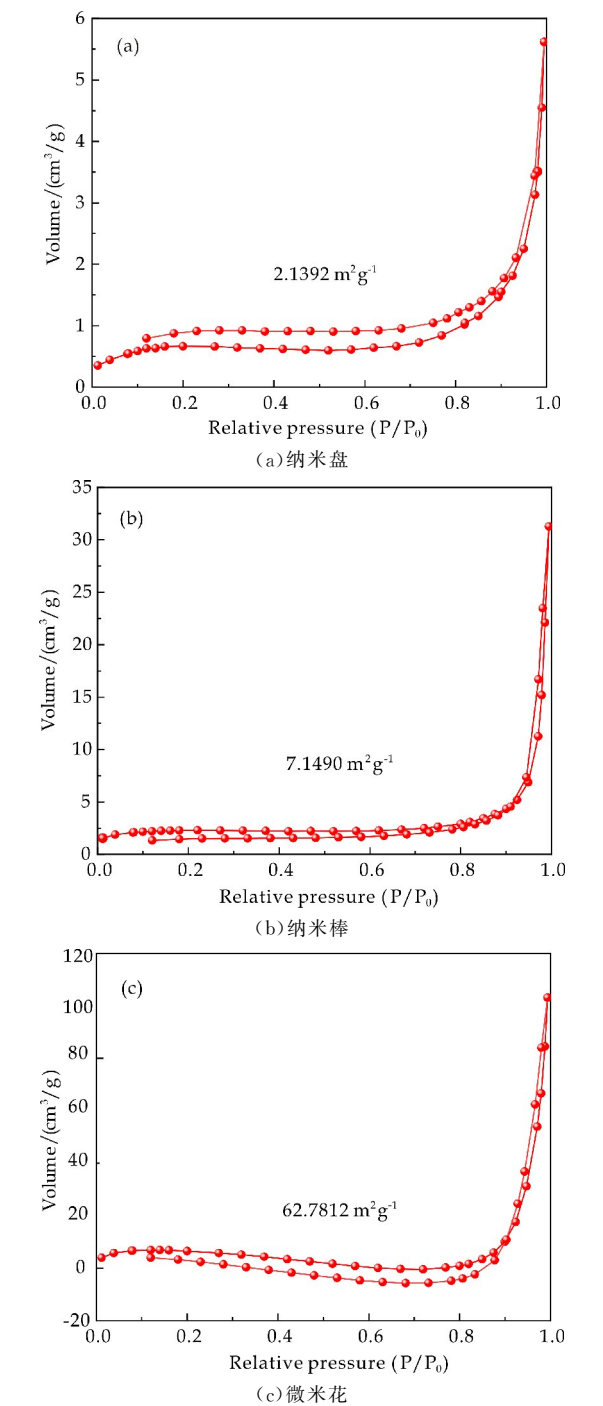 6
(a)
5
4
3
2
1
0
Volume/(cm³/g)
2.1392 m²g⁻¹
0.0 0.2 0.4 0.6 0.8 1.0
Relative pressure (P/P₀)
(a)纳米盘
35
(b)
30
25
20
15
10
5
0
Volume/(cm³/g)
7.1490 m²g⁻¹
0.0 0.2 0.4 0.6 0.8 1.0
Relative pressure (P/P₀)
(b)纳米棒
120
(c)
100
80
60
40
20
0
-20
Volume/(cm³/g)
62.7812 m²g⁻¹
0.0 0.2 0.4 0.6 0.8 1.0
Relative pressure (P/P₀)
(c)微米花